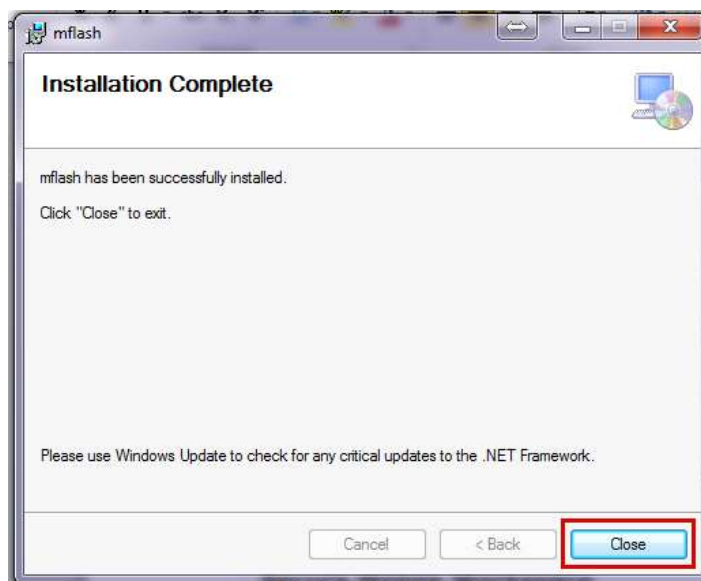 mflash
Installation Complete
mflash has been successfully installed.
Click "Close" to exit.
Please use Windows Update to check for any critical updates to the .NET Framework.
Cancel
< Back
Close